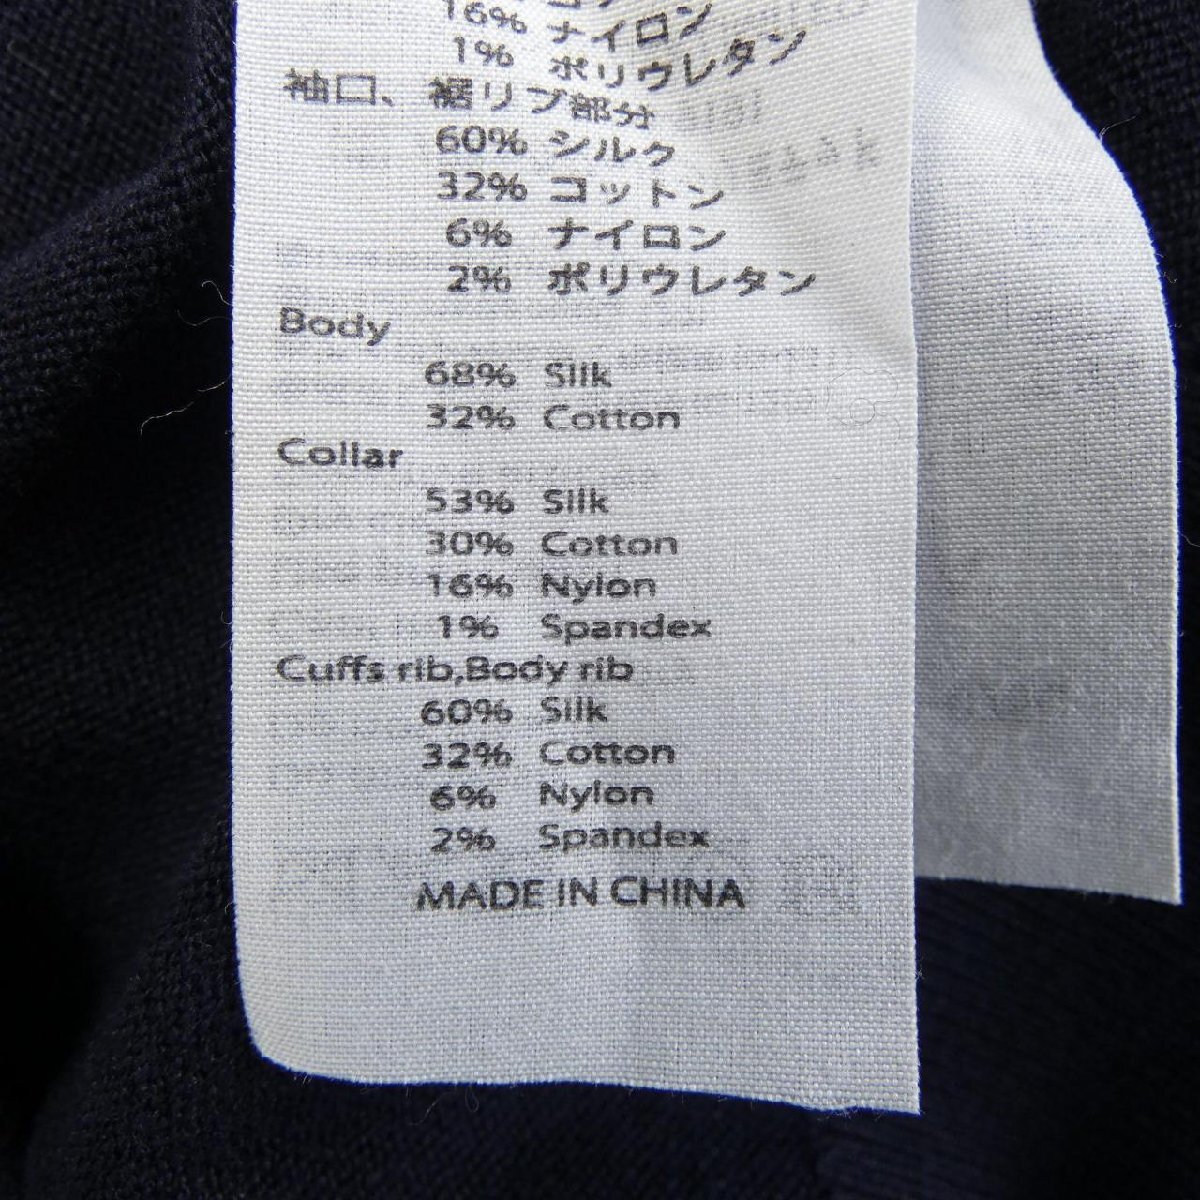 16% ナイロン
1% ポリウレタン
袖口、裾リブ部分
60% シルク
32% コットン
6% ナイロン
2% ポリウレタン
Body
68% Silk
32% Cotton
Collar
53% Silk
30% Cotton
16% Nylon
1% Spandex
Cuffs rib,Body rib
60% Silk
32% Cotton
6% Nylon
2% Spandex
MADE IN CHINA